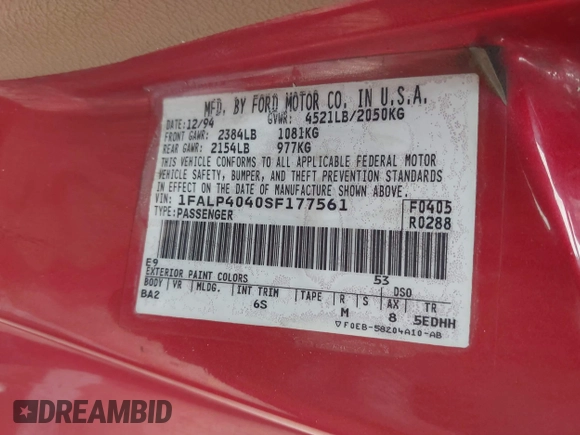 MFD. BY FORD MOTOR CO. IN U.S.A.
DATE: 12/94 GVWR: 4521LB/2050KG
FRONT GAWR: 2384LB 1081KG
REAR GAWR: 2154LB 977KG
THIS VEHICLE CONFORMS TO ALL APPLICABLE FEDERAL MOTOR
VEHICLE SAFETY, BUMPER, AND THEFT PREVENTION STANDARDS
IN EFFECT ON THE DATE OF MANUFACTURE SHOWN ABOVE.
VIN: 1FALP4040SF177561 F0405
TYPE: PASSENGER R0288
E9 53
EXTERIOR PAINT COLORS DSO
BODY VR MLDG. INT TRIM TAPE R S AX TR
BA2 6S M 8 5EDHH
▽F0EB-58204A10-AB
DREAMBID